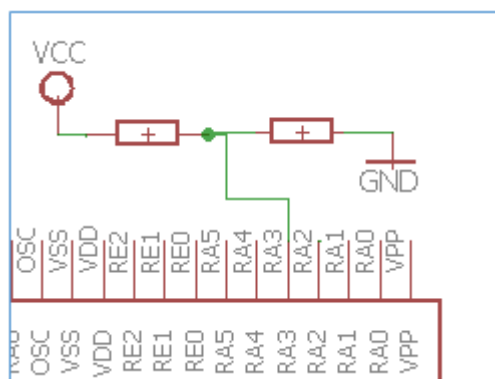 VCC
GND
OSC VSS VDD RE2 RE1 RE0 RA5 RA4 RA3 RA2 RA1 RA0 VPP
RA0 OSC VSS VDD RE2 RE1 RE0 RA5 RA4 RA3 RA2 RA1 RA0 VPP